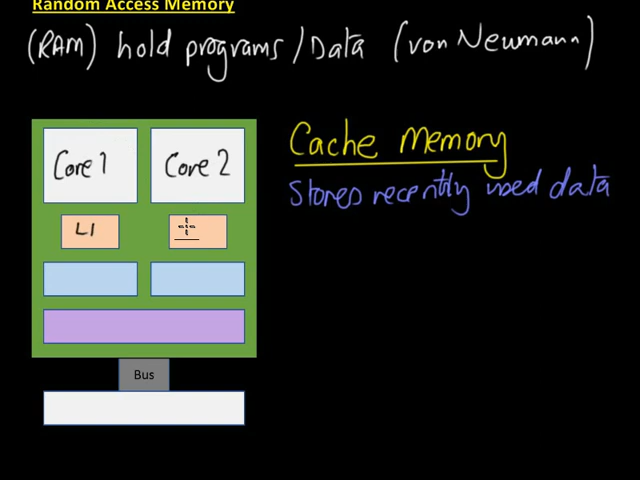 Random Access Memory
(RAM) hold programs/Data (von Neumann)
Cache Memory
Stores recently used data
Core 1
Core 2
L1
Bus